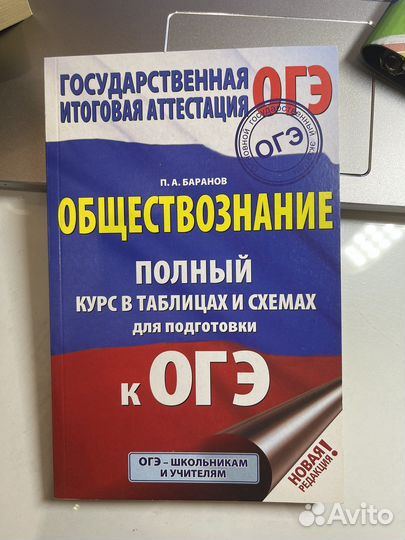 ГОСУДАРСТВЕННАЯ
ИТОГОВАЯ АТТЕСТАЦИЯ
ОГЭ
ОГЭ
П. А. БАРАНОВ
ОБЩЕСТВОЗНАНИЕ
ПОЛНЫЙ
КУРС В ТАБЛИЦАХ И СХЕМАХ
для подготовки
к ОГЭ
НОВАЯ
РЕДАКЦИЯ!
ОГЭ – ШКОЛЬНИКАМ
И УЧИТЕЛЯМ
Avito